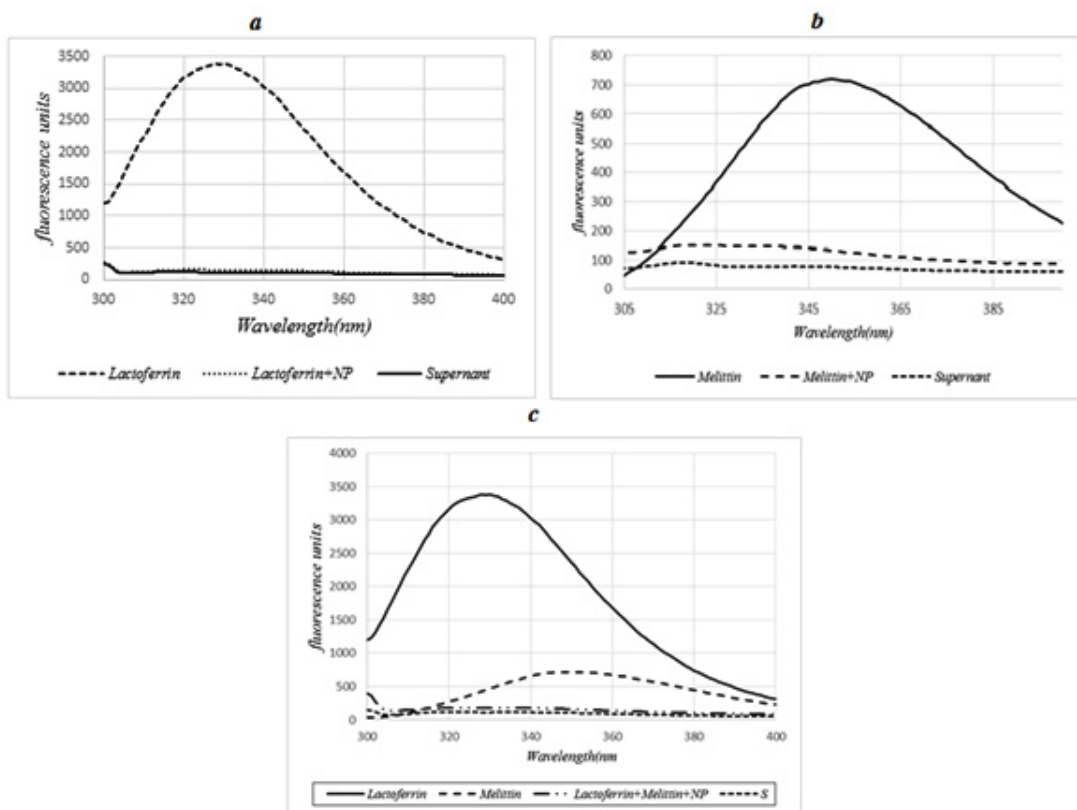 a
3500
3000
2500
2000
1500
1000
500
0
fluorescence units
300 320 340 360 380 400
Wavelength(nm)
Lactoferrin Lactoferrin+NP Supernant
b
800
700
600
500
400
300
200
100
0
fluorescence units
305 325 345 365 385
Wavelength(nm)
Melittin Melittin+NP Supernant
c
4000
3500
3000
2500
2000
1500
1000
500
0
fluorescence units
300 320 340 360 380 400
Wavelength(nm
Lactoferrin Melittin Lactoferrin+Melittin+NP S